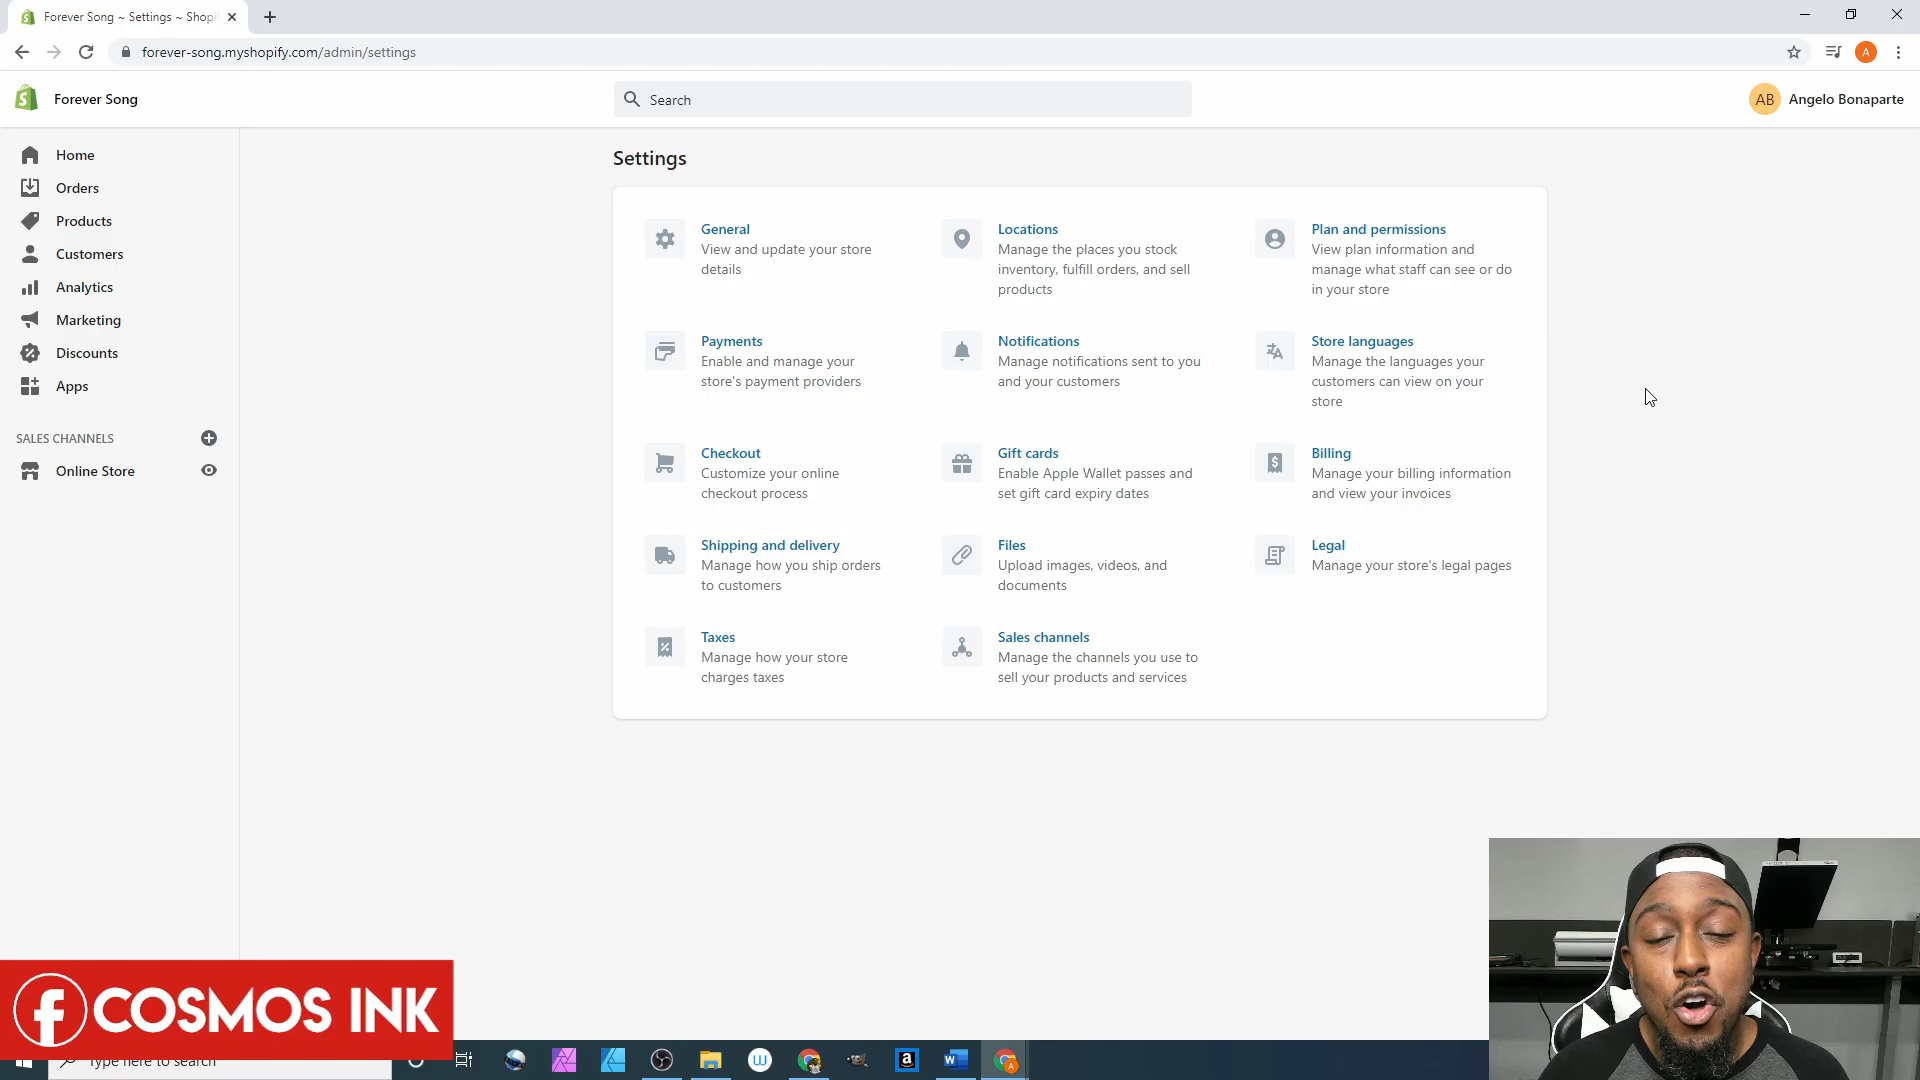 Forever Song ~ Settings ~ Shopi
forever-song.myshopify.com/admin/settings
A
Forever Song
Search
AB
Angelo Bonaparte
Home
Orders
Products
Customers
Analytics
Marketing
Discounts
Apps
SALES CHANNELS
Online Store
Settings
General
View and update your store
details
Locations
Manage the places you stock
inventory, fulfill orders, and sell
products
Plan and permissions
View plan information and
manage what staff can see or do
in your store
Payments
Enable and manage your
store's payment providers
Notifications
Manage notifications sent to you
and your customers
Store languages
Manage the languages your
customers can view on your
store
Checkout
Customize your online
checkout process
Gift cards
Enable Apple Wallet passes and
set gift card expiry dates
Billing
Manage your billing information
and view your invoices
Shipping and delivery
Manage how you ship orders
to customers
Files
Upload images, videos, and
documents
Legal
Manage your store's legal pages
Taxes
Manage how your store
charges taxes
Sales channels
Manage the channels you use to
sell your products and services
COSMOS INK
Type here to search